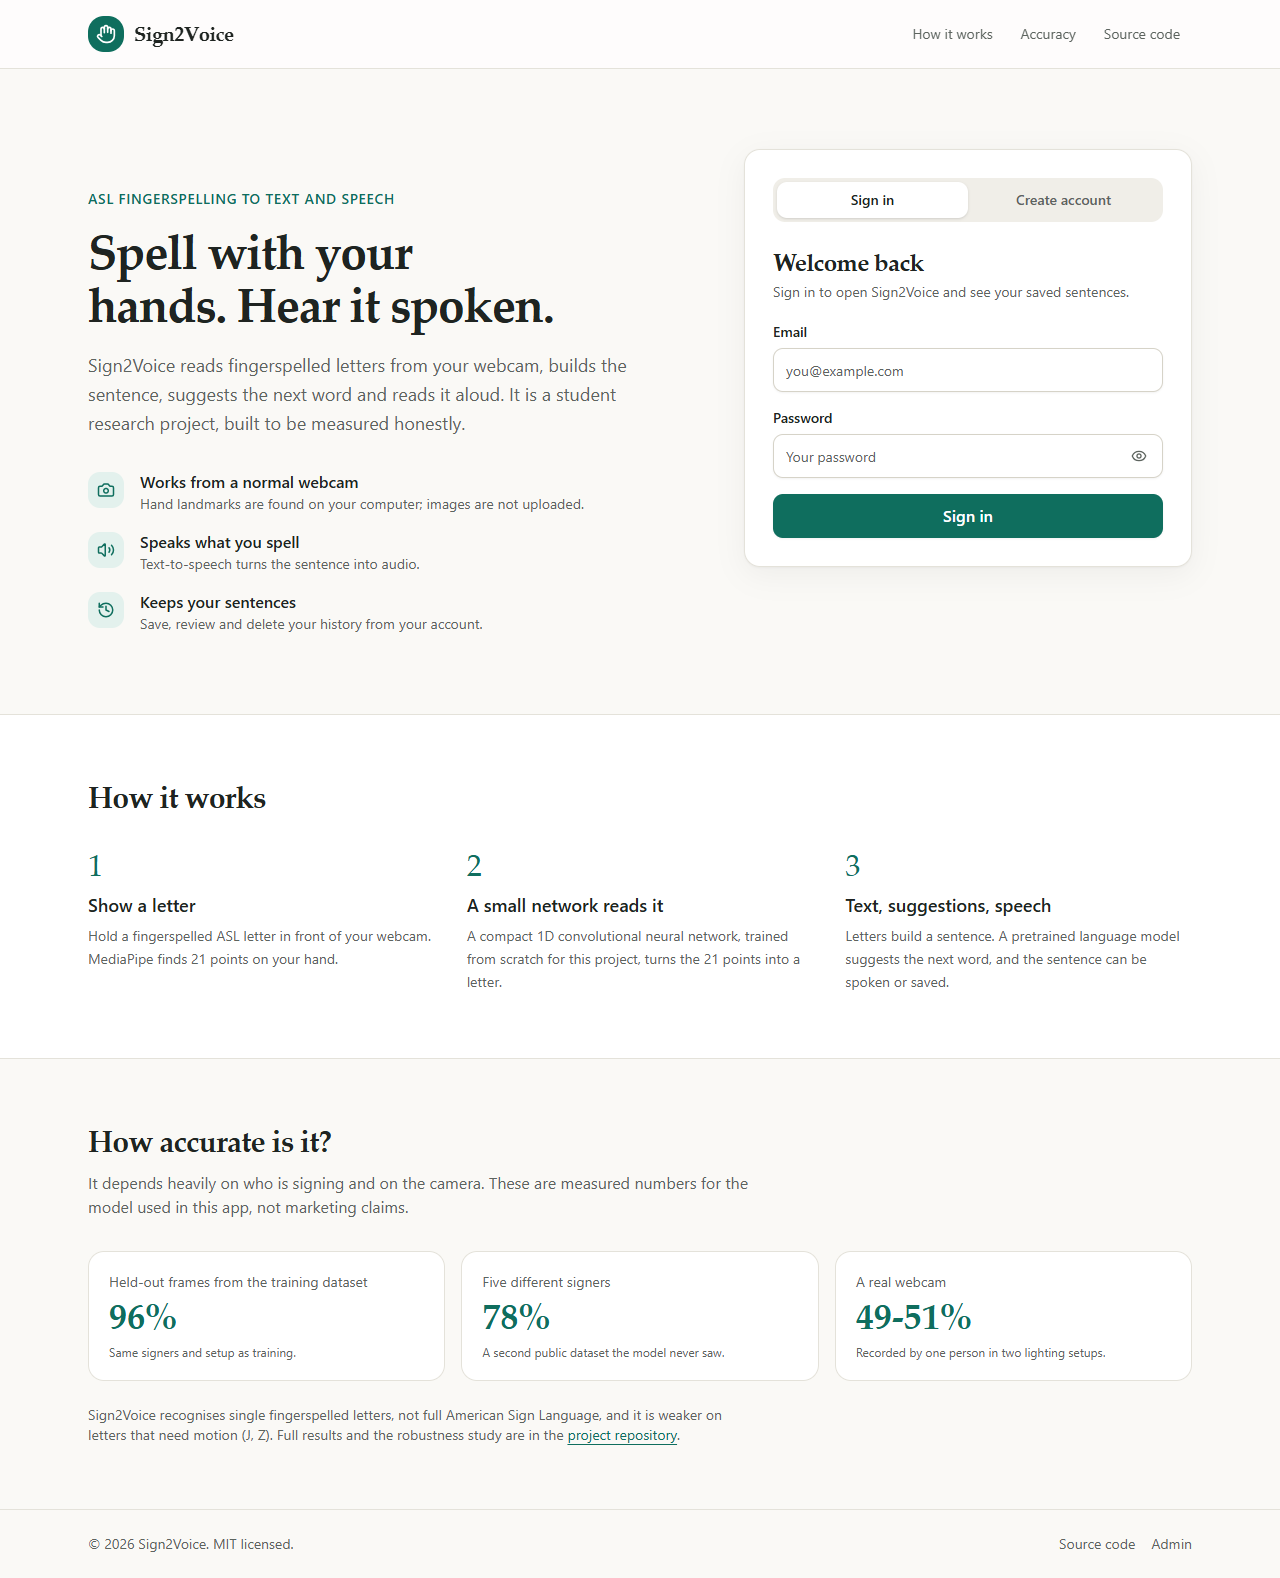 Sign2Voice
How it works
Accuracy
Source code
ASL FINGERSPELLING TO TEXT AND SPEECH
Spell with your
hands. Hear it spoken.
Sign2Voice reads fingerspelled letters from your webcam, builds the
sentence, suggests the next word and reads it aloud. It is a student
research project, built to be measured honestly.
Works from a normal webcam
Hand landmarks are found on your computer; images are not uploaded.
Speaks what you spell
Text-to-speech turns the sentence into audio.
Keeps your sentences
Save, review and delete your history from your account.
Sign in
Create account
Welcome back
Sign in to open Sign2Voice and see your saved sentences.
Email
you@example.com
Password
Your password
Sign in
How it works
1
Show a letter
Hold a fingerspelled ASL letter in front of your webcam.
MediaPipe finds 21 points on your hand.
2
A small network reads it
A compact 1D convolutional neural network, trained
from scratch for this project, turns the 21 points into a
letter.
3
Text, suggestions, speech
Letters build a sentence. A pretrained language model
suggests the next word, and the sentence can be
spoken or saved.
How accurate is it?
It depends heavily on who is signing and on the camera. These are measured numbers for the
model used in this app, not marketing claims.
Held-out frames from the training dataset
96%
Same signers and setup as training.
Five different signers
78%
A second public dataset the model never saw.
A real webcam
49-51%
Recorded by one person in two lighting setups.
Sign2Voice recognises single fingerspelled letters, not full American Sign Language, and it is weaker on
letters that need motion (J, Z). Full results and the robustness study are in the project repository.
© 2026 Sign2Voice. MIT licensed.
Source code
Admin